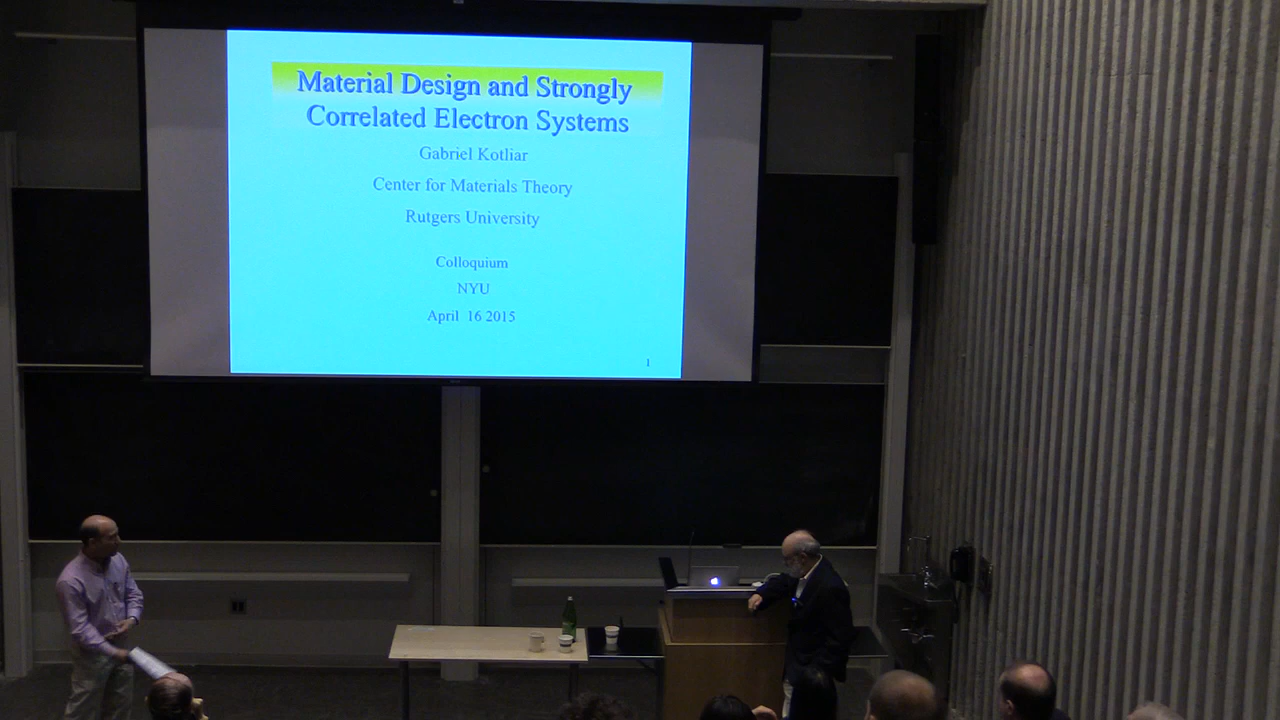 Material Design and Strongly
Correlated Electron Systems
Gabriel Kotliar
Center for Materials Theory
Rutgers University
Colloquium
NYU
April 16 2015
1